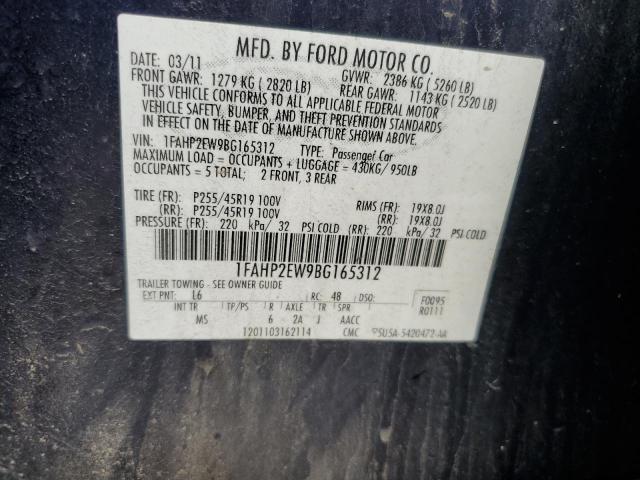 MFD. BY FORD MOTOR CO.
DATE: 03/11 GVWR: 2386 KG ( 5260 LB)
FRONT GAWR: 1279 KG ( 2820 LB) REAR GAWR: 1143 KG ( 2520 LB)
THIS VEHICLE CONFORMS TO ALL APPLICABLE FEDERAL MOTOR
VEHICLE SAFETY, BUMPER, AND THEFT PREVENTION STANDARDS
IN EFFECT ON THE DATE OF MANUFACTURE SHOWN ABOVE.
VIN: 1FAHP2EW9BG165312 TYPE: Passenger Car
MAXIMUM LOAD = OCCUPANTS + LUGGAGE = 430KG/ 950LB
OCCUPANTS = 5 TOTAL; 2 FRONT, 3 REAR
TIRE (FR): P255/45R19 100V RIMS (FR): 19X8.0J
(RR): P255/45R19 100V (RR): 19X8.0J
PRESSURE (FR): 220 kPa/ 32 PSI COLD (RR): 220 kPa/ 32 PSI COLD
1FAHP2EW9BG165312
TRAILER TOWING - SEE OWNER GUIDE
EXT PNT: L6 RC: 48 DSO: F0095
INT TR TP/PS R AXLE TR SPR R0111
MS 6 2A J AACC
1201103162114 CMC